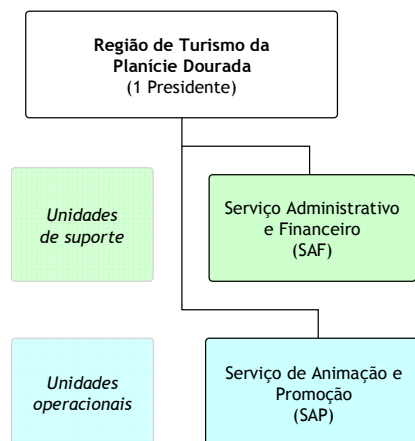 Região de Turismo da
Planície Dourada
(1 Presidente)
Unidades
de suporte
Serviço Administrativo
e Financeiro
(SAF)
Unidades
operacionais
Serviço de Animação e
Promoção
(SAP)